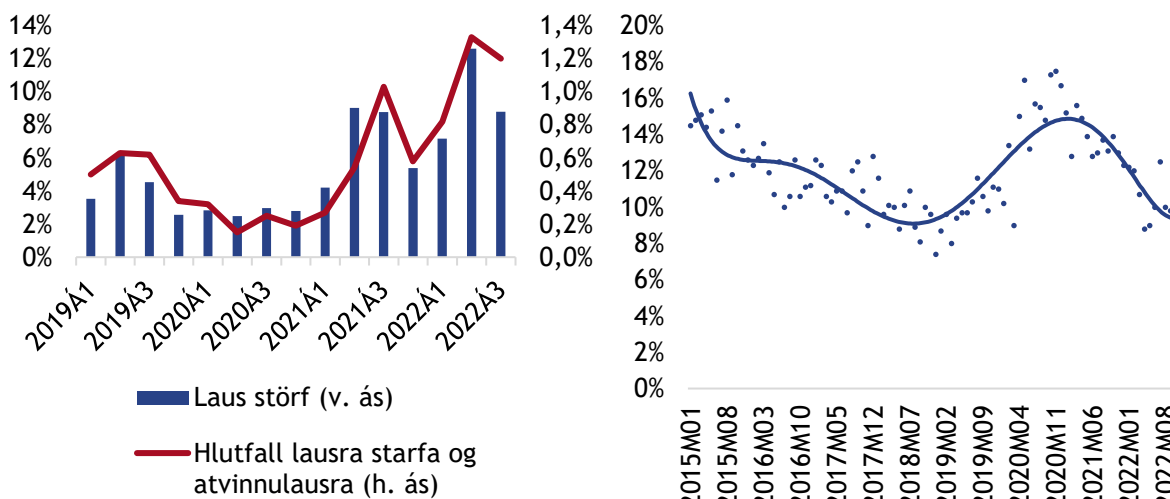 14%
12%
10%
8%
6%
4%
2%
0%
1,4%
1,2%
1,0%
0,8%
0,6%
0,4%
0,2%
0,0%
2019Á1
2019Á3
2020Á1
2020Á3
2021Á1
2021Á3
2022Á1
2022Á3
Laus störf (v. ás)
Hlutfall lausra starfa og
atvinnulausra (h. ás)
20%
18%
16%
14%
12%
10%
8%
6%
4%
2%
0%
2015M01
2015M08
2016M03
2016M10
2017M05
2017M12
2018M07
2019M02
2019M09
2020M04
2020M11
2021M06
2022M01
2022M08